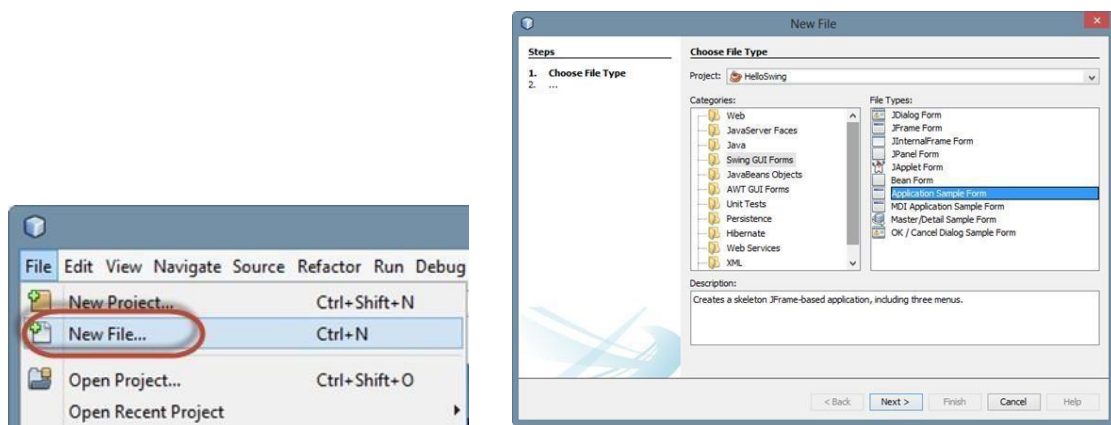 File Edit View Navigate Source Refactor Run Debug
New Project... Ctrl+Shift+N
New File... Ctrl+N
Open Project... Ctrl+Shift+O
Open Recent Project
New File
Steps
1. Choose File Type
2. ...
Choose File Type
Project: HelloSwing
Categories:
Web
JavaServer Faces
Java
Swing GUI Forms
JavaBeans Objects
AWT GUI Forms
Unit Tests
Persistence
Hibernate
Web Services
XML
File Types:
JDialog Form
JFrame Form
JInternalFrame Form
JPanel Form
JApplet Form
Bean Form
Application Sample Form
MDI Application Sample Form
Master/Detail Sample Form
OK / Cancel Dialog Sample Form
Description:
Creates a skeleton JFrame-based application, including three menus.
< Back Next > Finish Cancel Help